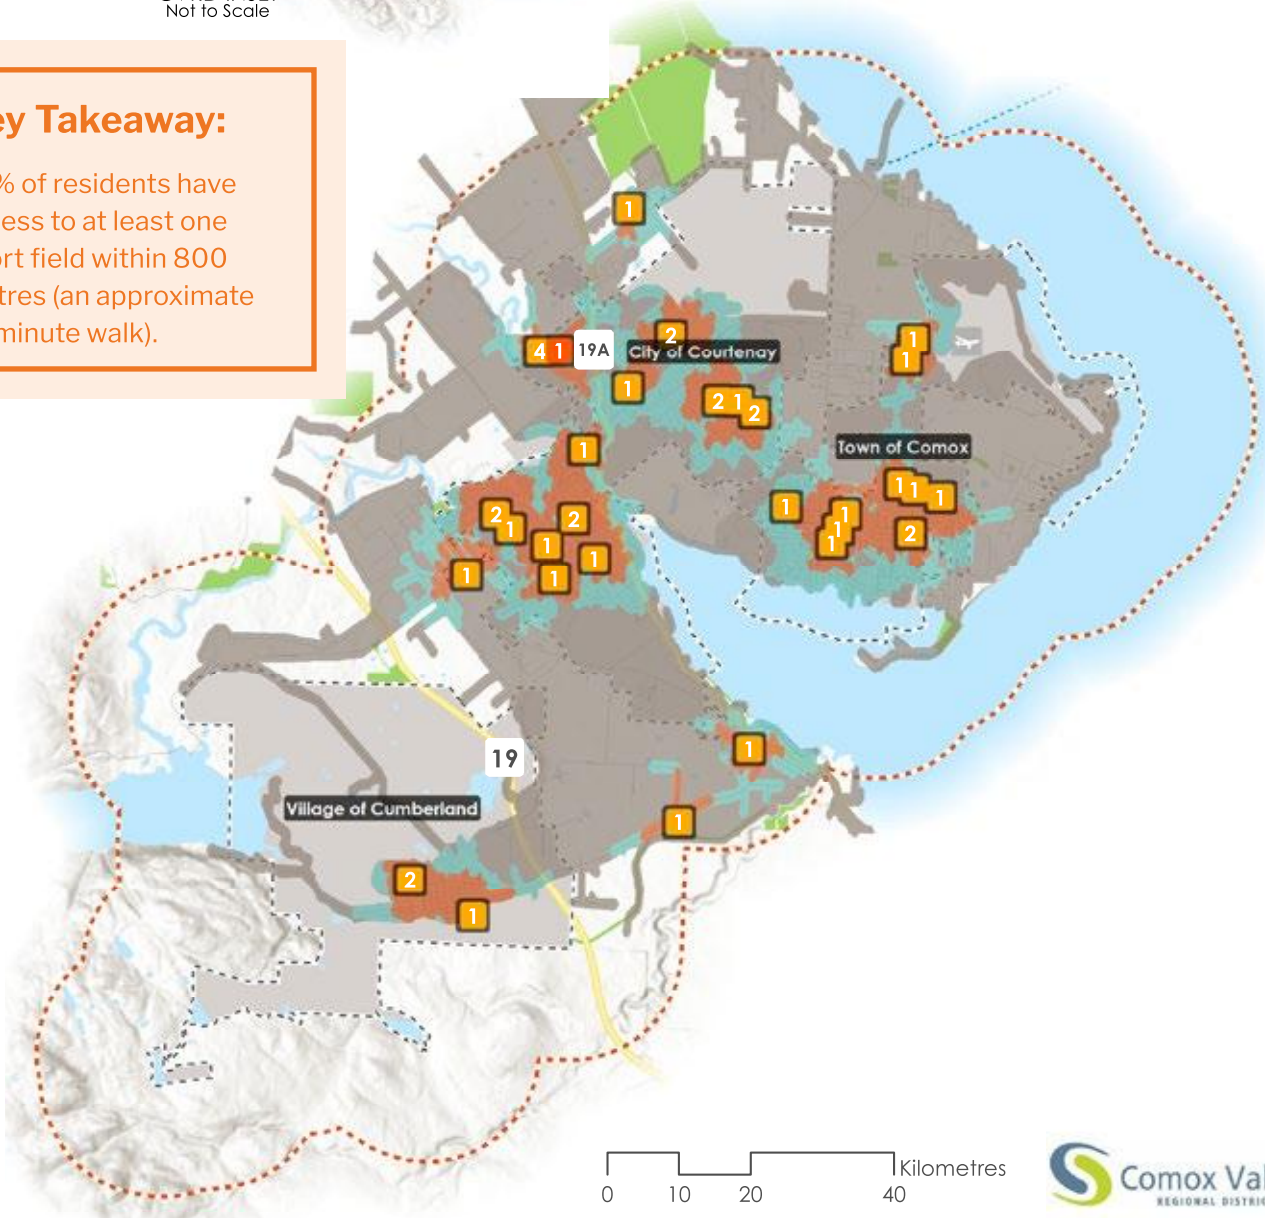 Not to Scale
ey Takeaway:
% of residents have
ess to at least one
ort field within 800
tres (an approximate
minute walk).
1
4 1 19A
2
City of Courtenay
1
1
1
2 1
2
1
Town of Comox
1 1 1
1
1
1
1
2
2
1
2
1
1
1
1
19
1
Village of Cumberland
1
2
1
Kilometres
0 10 20 40
Comox Val
REGIONAL DISTRIC